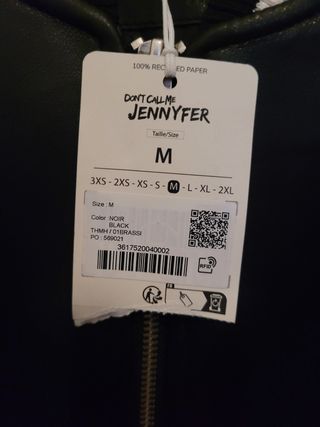 100% RECYCLED PAPER
DON'T CALL ME
JENNYFER
Taille/Size
M
3XS - 2XS - XS - S - M - L - XL - 2XL
Size : M
Color : NOIR
BLACK
THMH / 01BRASSI
PO : 569021
3617520040002
RFID
FR